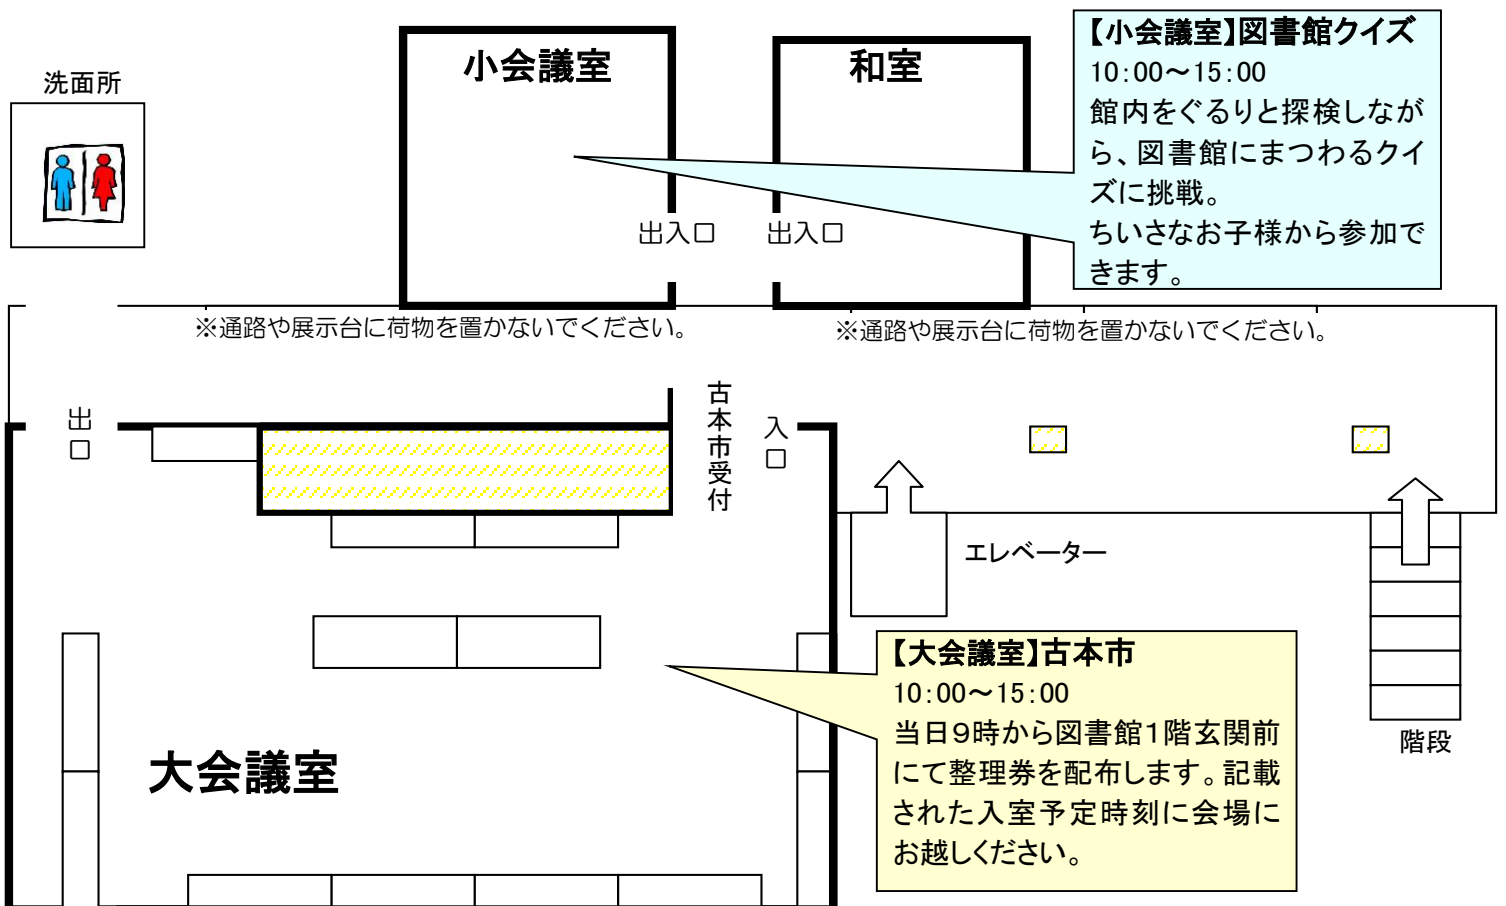 洗面所
小会議室
和室
【小会議室】図書館クイズ
10:00～15:00
館内をぐるりと探検しなが
ら、図書館にまつわるクイ
ズに挑戦。
ちいさなお子様から参加で
きます。
出入口
出入口
※通路や展示台に荷物を置かないでください。
※通路や展示台に荷物を置かないでください。
出口
古本市受付
入口
エレベーター
階段
【大会議室】古本市
10:00～15:00
当日9時から図書館1階玄関前
にて整理券を配布します。記載
された入室予定時刻に会場に
お越しください。
大会議室